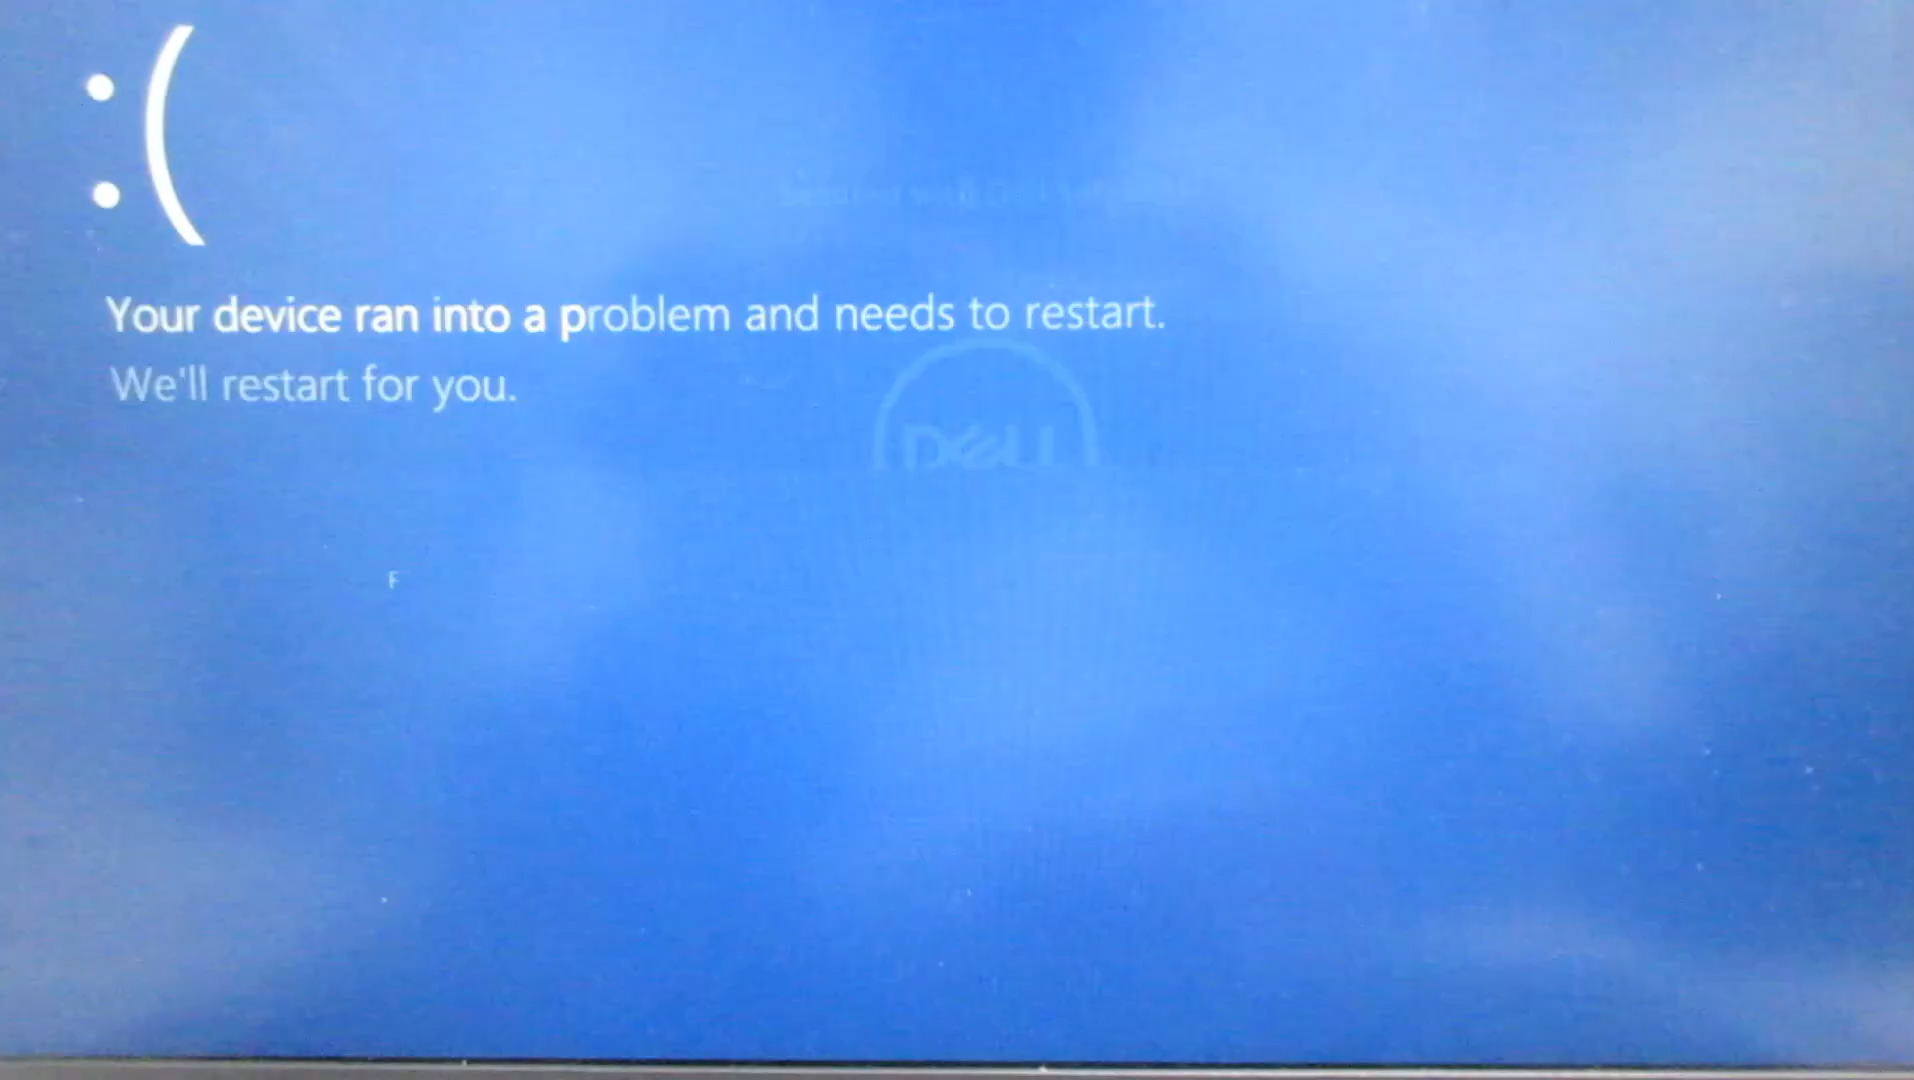 :(
Your device ran into a problem and needs to restart.
We'll restart for you.
DELL
F